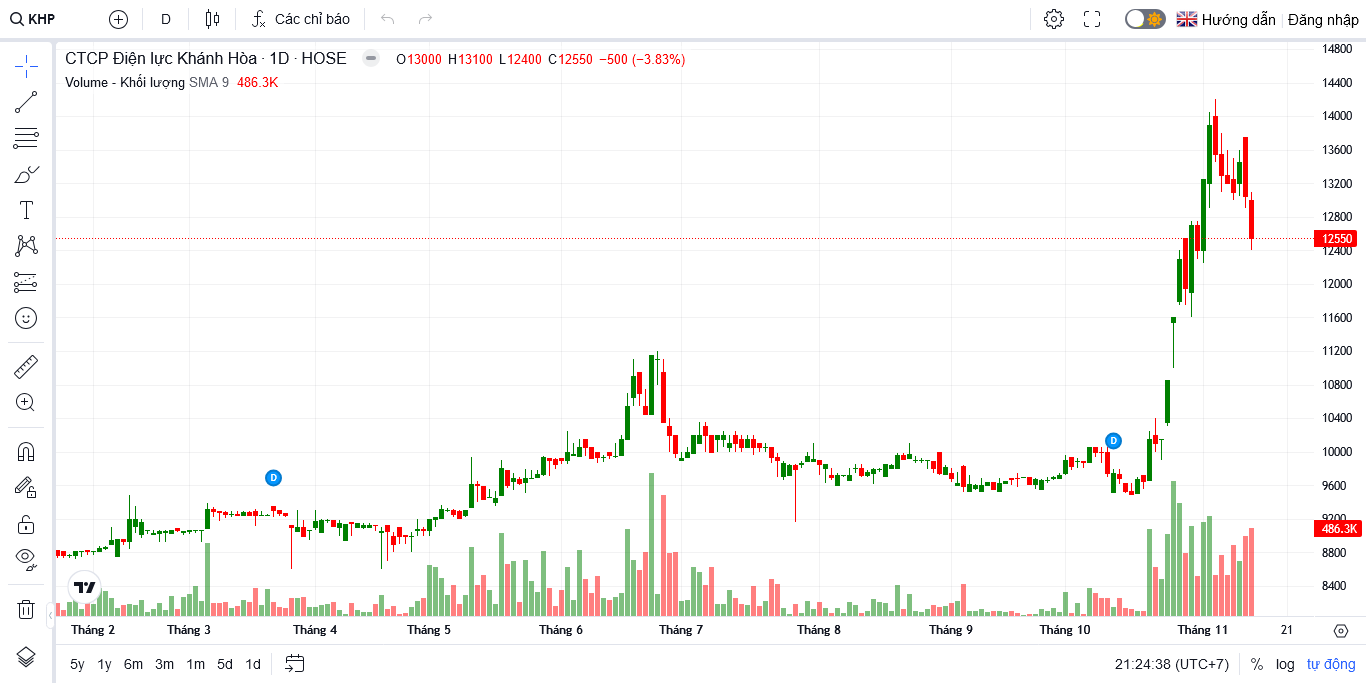 KHP
D
Các chỉ báo
Hướng dẫn
Đăng nhập
CTCP Điện lực Khánh Hòa · 1D · HOSE
O13000 H13100 L12400 C12550 −500 (−3.83%)
Volume - Khối lượng SMA 9 486.3K
14800
14400
14000
13600
13200
12800
12550
12400
12000
11600
11200
10800
10400
10000
9600
9200
486.3K
8800
8400
D
D
Tháng 2
Tháng 3
Tháng 4
Tháng 5
Tháng 6
Tháng 7
Tháng 8
Tháng 9
Tháng 10
Tháng 11
21
5y 1y 6m 3m 1m 5d 1d
21:24:38 (UTC+7)
%
log
tự động